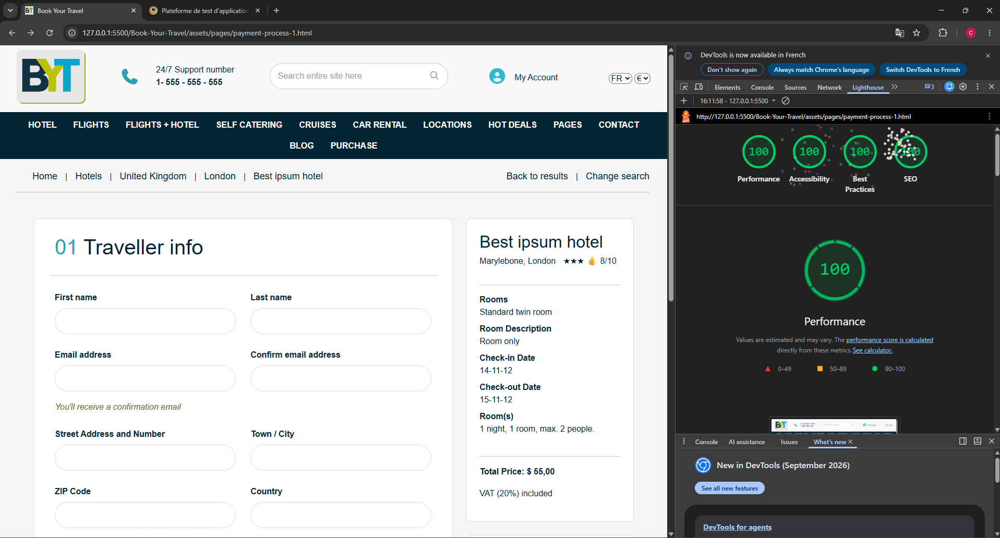 Book Your Travel
Plateforme de test d'application
127.0.0.1:5500/Book-Your-Travel/assets/pages/payment-process-1.html
C
BYT
24/7 Support number
1- 555 - 555 - 555
Search entire site here
My Account
FR
€
HOTEL FLIGHTS FLIGHTS + HOTEL SELF CATERING CRUISES CAR RENTAL LOCATIONS HOT DEALS PAGES CONTACT
BLOG PURCHASE
Home | Hotels | United Kingdom | London | Best ipsum hotel
Back to results | Change search
01 Traveller info
First name
Last name
Email address
Confirm email address
You'll receive a confirmation email
Street Address and Number
Town / City
ZIP Code
Country
Best ipsum hotel
Marylebone, London ★★★ 👍 8/10
Rooms
Standard twin room
Room Description
Room only
Check-in Date
14-11-12
Check-out Date
15-11-12
Room(s)
1 night, 1 room, max. 2 people.
Total Price: $ 55,00
VAT (20%) included
DevTools is now available in French
Don't show again
Always match Chrome's language
Switch DevTools to French
Elements Console Sources Network Lighthouse
3
16:11:58 - 127.0.0.1:5500
http://127.0.0.1:5500/Book-Your-Travel/assets/pages/payment-process-1.html
100 100 100 100
Performance
Accessibility
Best Practices
SEO
100
Performance
Values are estimated and may vary. The performance score is calculated
directly from these metrics. See calculator.
0–49
50–89
90–100
Console AI assistance Issues What's new
New in DevTools (September 2026)
See all new features
DevTools for agents